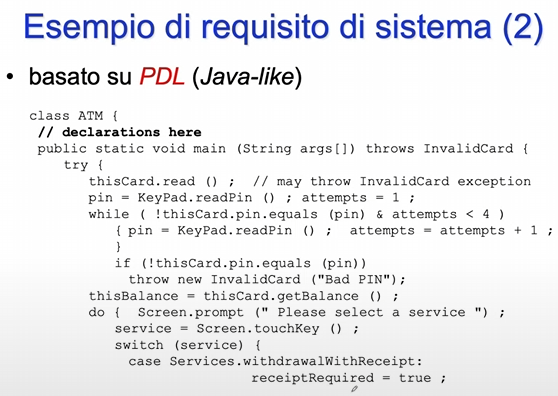 Esempio di requisito di sistema (2)
• basato su PDL (Java-like)
class ATM {
// declarations here
public static void main (String args[]) throws InvalidCard {
try {
thisCard.read () ; // may throw InvalidCard exception
pin = KeyPad.readPin () ; attempts = 1 ;
while ( !thisCard.pin.equals (pin) & attempts < 4 )
{ pin = KeyPad.readPin () ; attempts = attempts + 1 ;
}
if (!thisCard.pin.equals (pin))
throw new InvalidCard ("Bad PIN");
thisBalance = thisCard.getBalance () ;
do { Screen.prompt (" Please select a service ") ;
service = Screen.touchKey () ;
switch (service) {
case Services.withdrawalWithReceipt:
receiptRequired = true ;